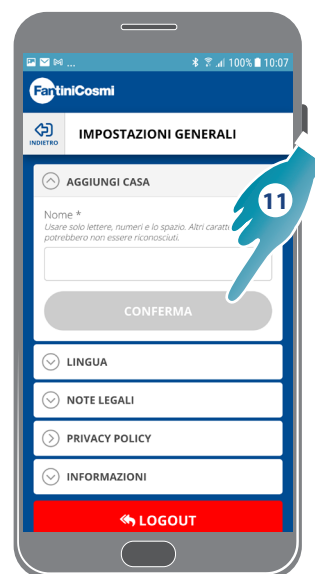 ... 100% 10:07
FantiniCosmi
INDIETRO
IMPOSTAZIONI GENERALI
AGGIUNGI CASA
Nome *
Usare solo lettere, numeri e lo spazio. Altri caratte
potrebbero non essere riconosciuti.
11
CONFERMA
LINGUA
NOTE LEGALI
PRIVACY POLICY
INFORMAZIONI
LOGOUT